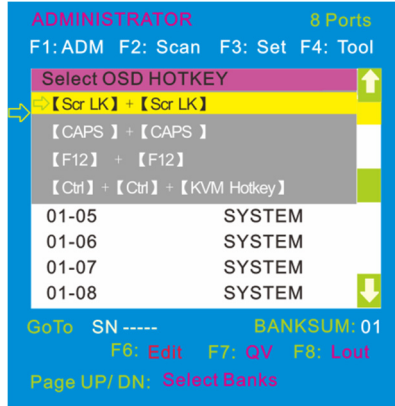 ADMINISTRATOR 8 Ports
F1: ADM F2: Scan F3: Set F4: Tool
Select OSD HOTKEY
【Scr LK】+【Scr LK】
【CAPS 】+【CAPS 】
【F12】 + 【F12】
【Ctrl】+【Ctrl】+【KVM Hotkey】
01-05 SYSTEM
01-06 SYSTEM
01-07 SYSTEM
01-08 SYSTEM
GoTo SN ----- BANKSUM: 01
F6: Edit F7: QV F8: Lout
Page UP/ DN: Select Banks